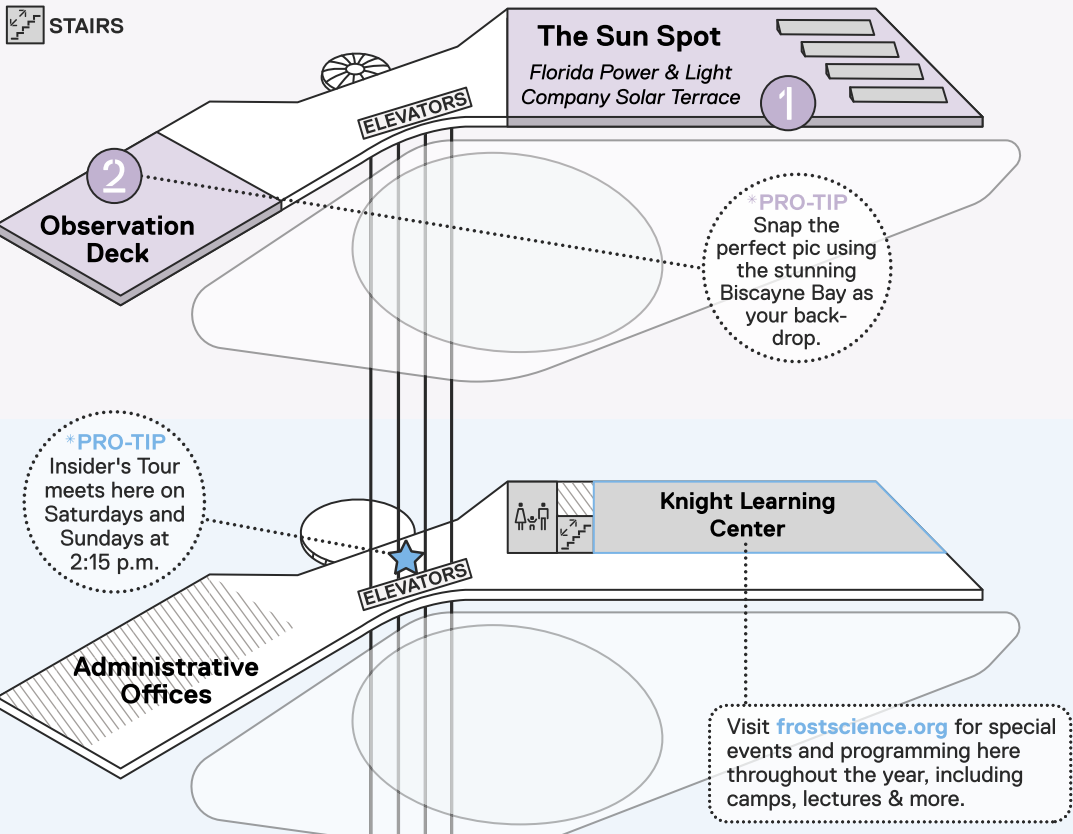 STAIRS
The Sun Spot
Florida Power & Light
Company Solar Terrace
1
ELEVATORS
2
Observation
Deck
*PRO-TIP
Snap the
perfect pic using
the stunning
Biscayne Bay as
your back-
drop.
*PRO-TIP
Insider's Tour
meets here on
Saturdays and
Sundays at
2:15 p.m.
Knight Learning
Center
ELEVATORS
Administrative
Offices
Visit frostscience.org for special
events and programming here
throughout the year, including
camps, lectures & more.